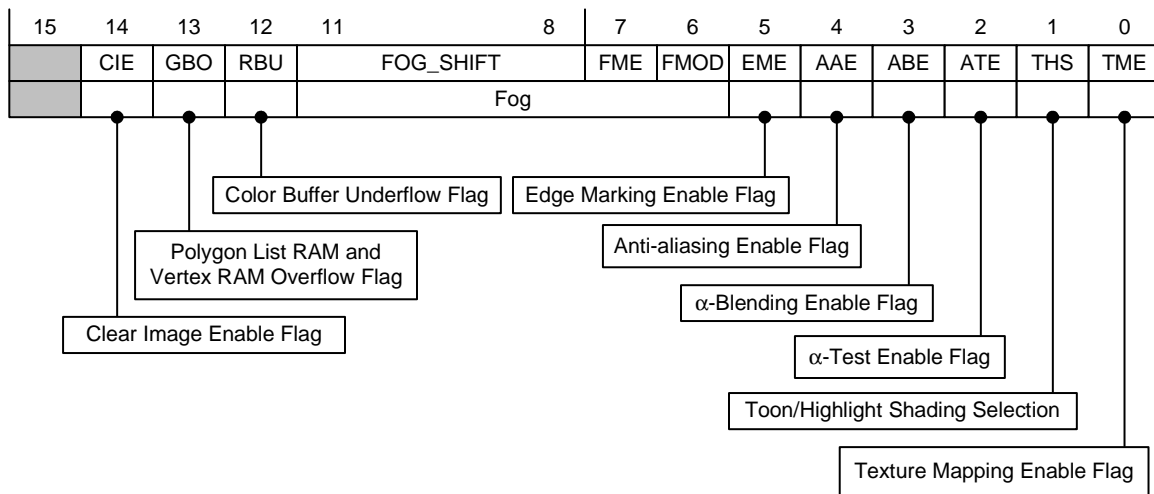 15 14 13 12 11 8 7 6 5 4 3 2 1 0
CIE GBO RBU FOG_SHIFT FME FMOD EME AAE ABE ATE THS TME
Fog
Color Buffer Underflow Flag
Edge Marking Enable Flag
Polygon List RAM and
Vertex RAM Overflow Flag
Anti-aliasing Enable Flag
α-Blending Enable Flag
Clear Image Enable Flag
α-Test Enable Flag
Toon/Highlight Shading Selection
Texture Mapping Enable Flag